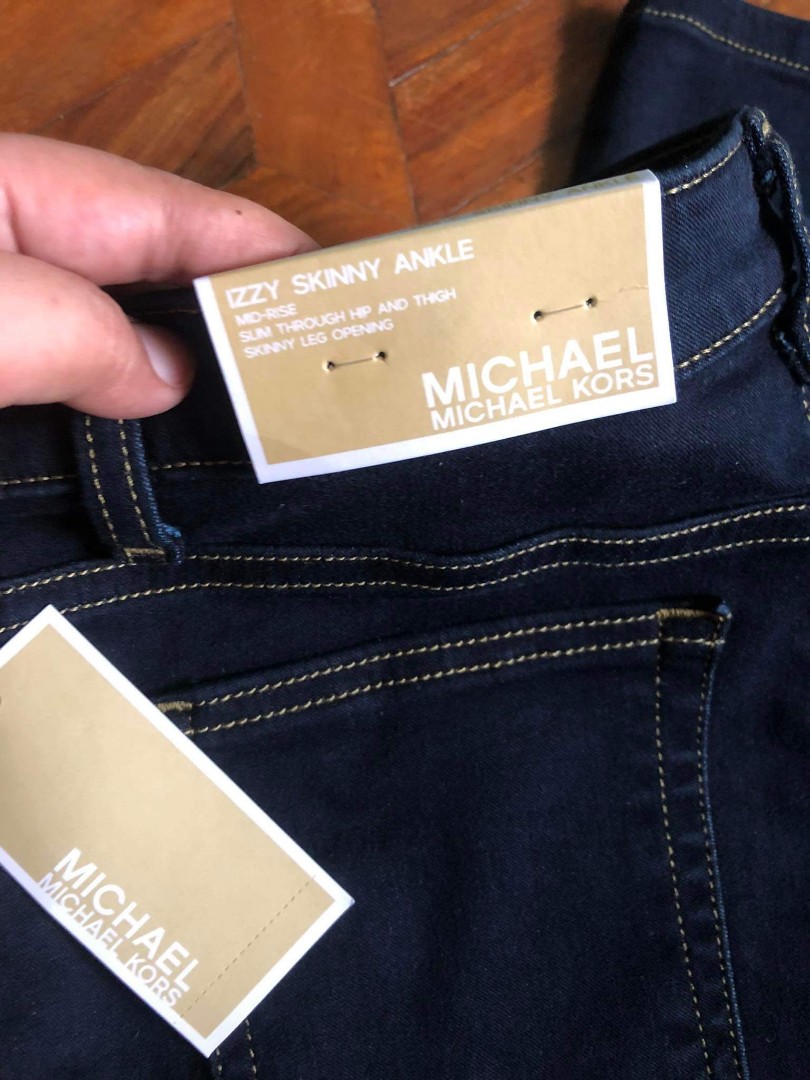 IZZY SKINNY ANKLE
MID-RISE
SLIM THROUGH HIP AND THIGH
SKINNY LEG OPENING
MICHAEL
MICHAEL KORS
MICHAEL
MICHAEL KORS